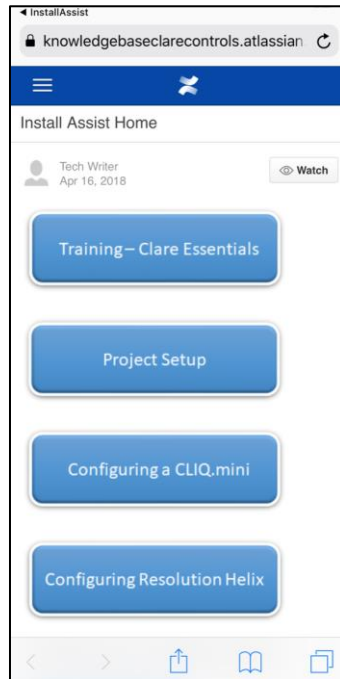 InstallAssist
knowledgebaseclarecontrols.atlassian
Install Assist Home
Tech Writer
Apr 16, 2018
Watch
Training – Clare Essentials
Project Setup
Configuring a CLIQ.mini
Configuring Resolution Helix